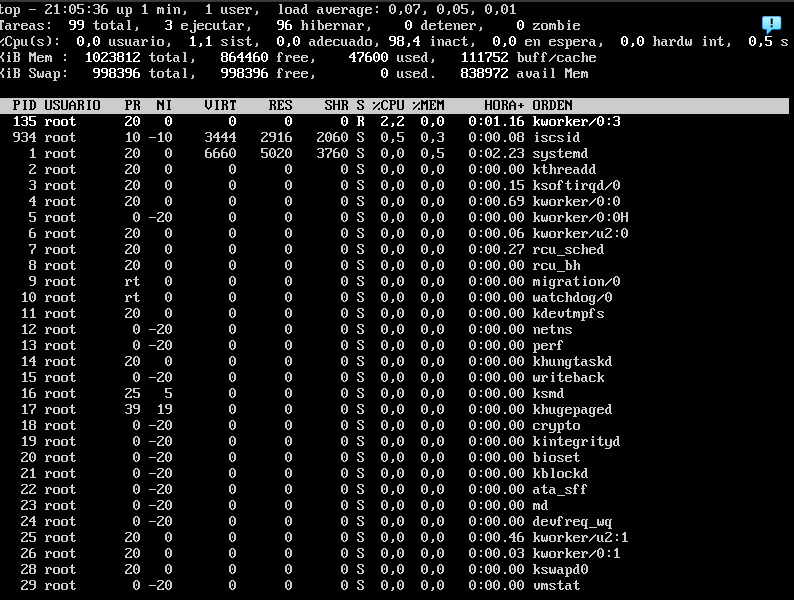 top - 21:05:36 up 1 min,  1 user,  load average: 0,07, 0,05, 0,01
Tareas:  99 total,   3 ejecutar,  96 hibernar,   0 detener,   0 zombie
%Cpu(s):  0,0 usuario,  1,1 sist,  0,0 adecuado, 98,4 inact,  0,0 en espera,  0,0 hardw int,  0,5 s
KiB Mem :  1023812 total,   864460 free,    47600 used,   111752 buff/cache
KiB Swap:   998396 total,   998396 free,        0 used.   838972 avail Mem
PID USUARIO   PR  NI    VIRT    RES    SHR S %CPU %MEM     HORA+ ORDEN
135 root      20   0       0      0      0 R  2,2  0,0   0:01.16 kworker/0:3
934 root      10 -10    3444   2916   2060 S  0,5  0,3   0:00.08 iscsid
1 root      20   0    6660   5020   3760 S  0,0  0,5   0:02.23 systemd
2 root      20   0       0      0      0 S  0,0  0,0   0:00.00 kthreadd
3 root      20   0       0      0      0 S  0,0  0,0   0:00.15 ksoftirqd/0
4 root      20   0       0      0      0 S  0,0  0,0   0:00.69 kworker/0:0
5 root       0 -20       0      0      0 S  0,0  0,0   0:00.00 kworker/0:0H
6 root      20   0       0      0      0 S  0,0  0,0   0:00.06 kworker/u2:0
7 root      20   0       0      0      0 S  0,0  0,0   0:00.27 rcu_sched
8 root      20   0       0      0      0 S  0,0  0,0   0:00.00 rcu_bh
9 root      rt   0       0      0      0 S  0,0  0,0   0:00.00 migration/0
10 root      rt   0       0      0      0 S  0,0  0,0   0:00.00 watchdog/0
11 root      20   0       0      0      0 S  0,0  0,0   0:00.00 kdevtmpfs
12 root       0 -20       0      0      0 S  0,0  0,0   0:00.00 netns
13 root       0 -20       0      0      0 S  0,0  0,0   0:00.00 perf
14 root      20   0       0      0      0 S  0,0  0,0   0:00.00 khungtaskd
15 root       0 -20       0      0      0 S  0,0  0,0   0:00.00 writeback
16 root      25   5       0      0      0 S  0,0  0,0   0:00.00 ksmd
17 root      39  19       0      0      0 S  0,0  0,0   0:00.00 khugepaged
18 root       0 -20       0      0      0 S  0,0  0,0   0:00.00 crypto
19 root       0 -20       0      0      0 S  0,0  0,0   0:00.00 kintegrityd
20 root       0 -20       0      0      0 S  0,0  0,0   0:00.00 bioset
21 root       0 -20       0      0      0 S  0,0  0,0   0:00.00 kblockd
22 root       0 -20       0      0      0 S  0,0  0,0   0:00.00 ata_sff
23 root       0 -20       0      0      0 S  0,0  0,0   0:00.00 md
24 root       0 -20       0      0      0 S  0,0  0,0   0:00.00 devfreq_wq
25 root      20   0       0      0      0 S  0,0  0,0   0:00.46 kworker/u2:1
26 root      20   0       0      0      0 S  0,0  0,0   0:00.03 kworker/0:1
28 root      20   0       0      0      0 S  0,0  0,0   0:00.00 kswapd0
29 root       0 -20       0      0      0 S  0,0  0,0   0:00.00 vmstat